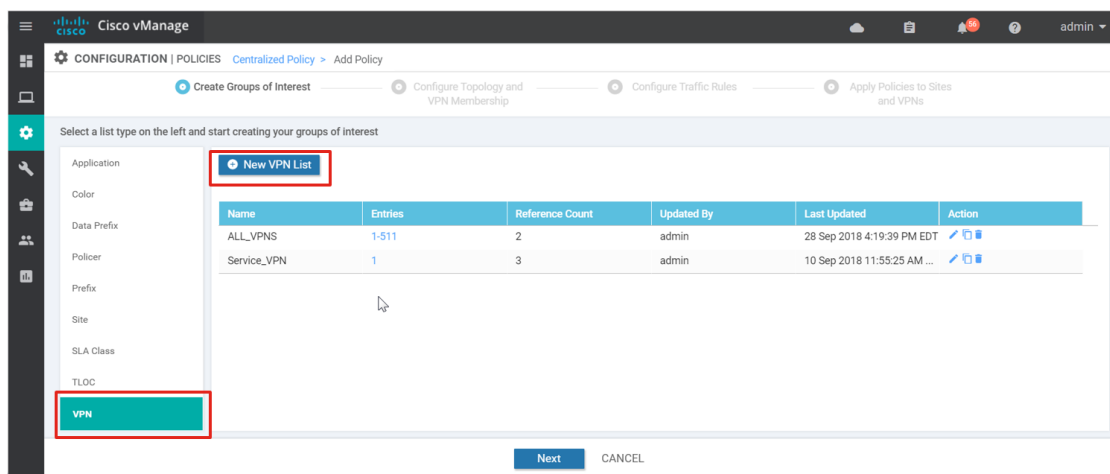 cisco Cisco vManage 56 admin
CONFIGURATION | POLICIES Centralized Policy > Add Policy
Create Groups of Interest
Configure Topology and
VPN Membership
Configure Traffic Rules
Apply Policies to Sites
and VPNs
Select a list type on the left and start creating your groups of interest
Application
Color
Data Prefix
Policer
Prefix
Site
SLA Class
TLOC
VPN
New VPN List
Name Entries Reference Count Updated By Last Updated Action
ALL_VPNS 1-511 2 admin 28 Sep 2018 4:19:39 PM EDT
Service_VPN 1 3 admin 10 Sep 2018 11:55:25 AM ...
Next CANCEL